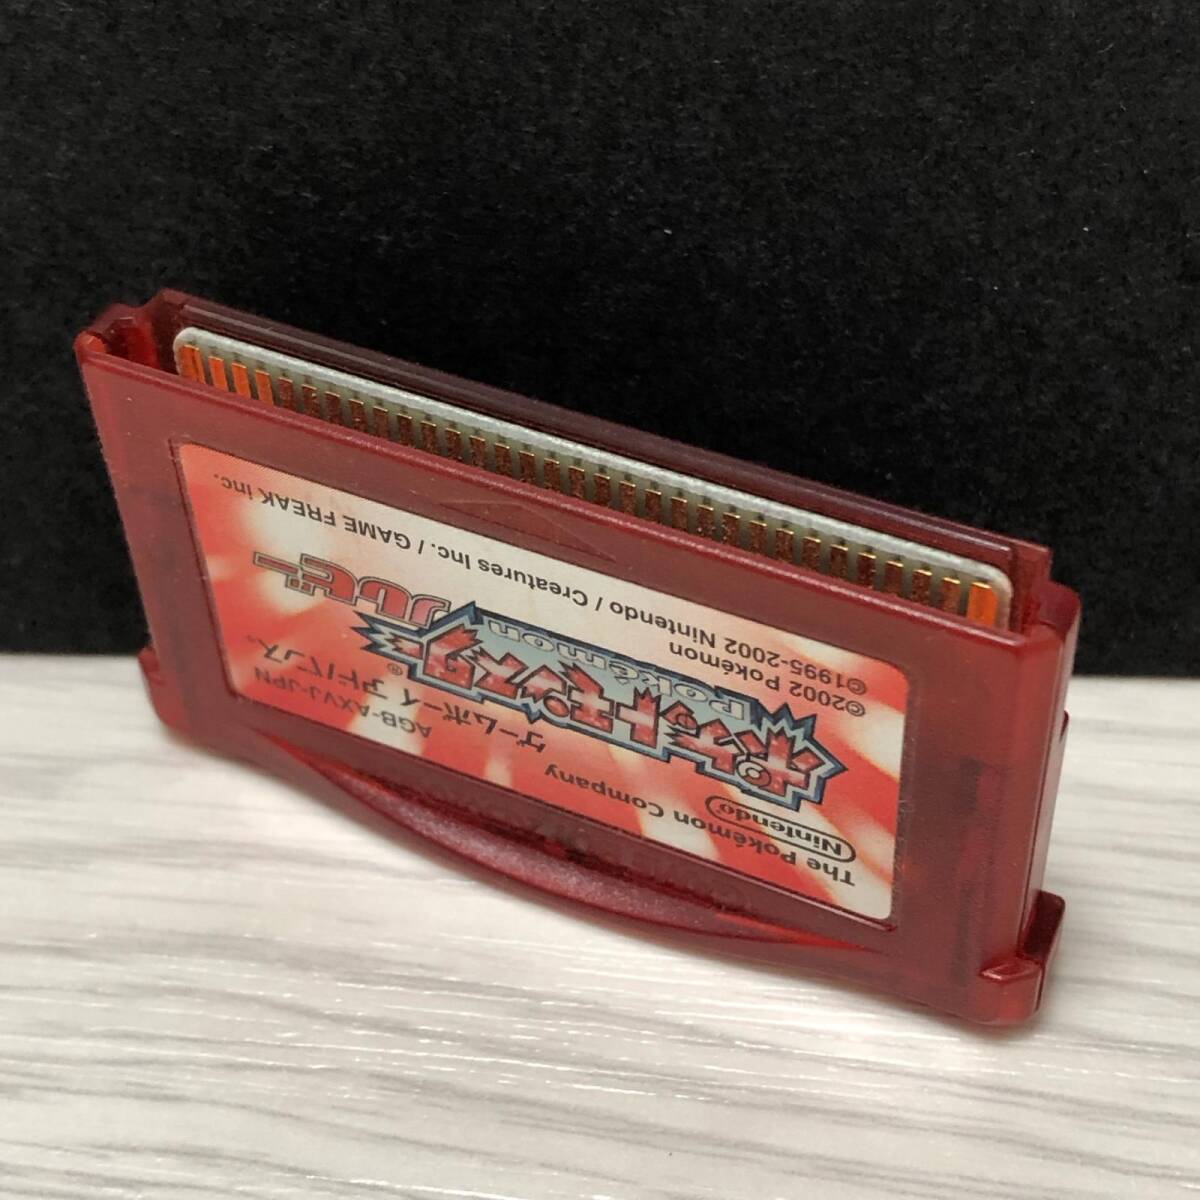 The Pokémon Company
Nintendo®
ゲームボーイアドバンス®
AGB-AXVJ-JPN
ポケットモンスター
Pokémon
ルビー
©2002 Pokémon
©1995-2002 Nintendo / Creatures Inc. / GAME FREAK inc.